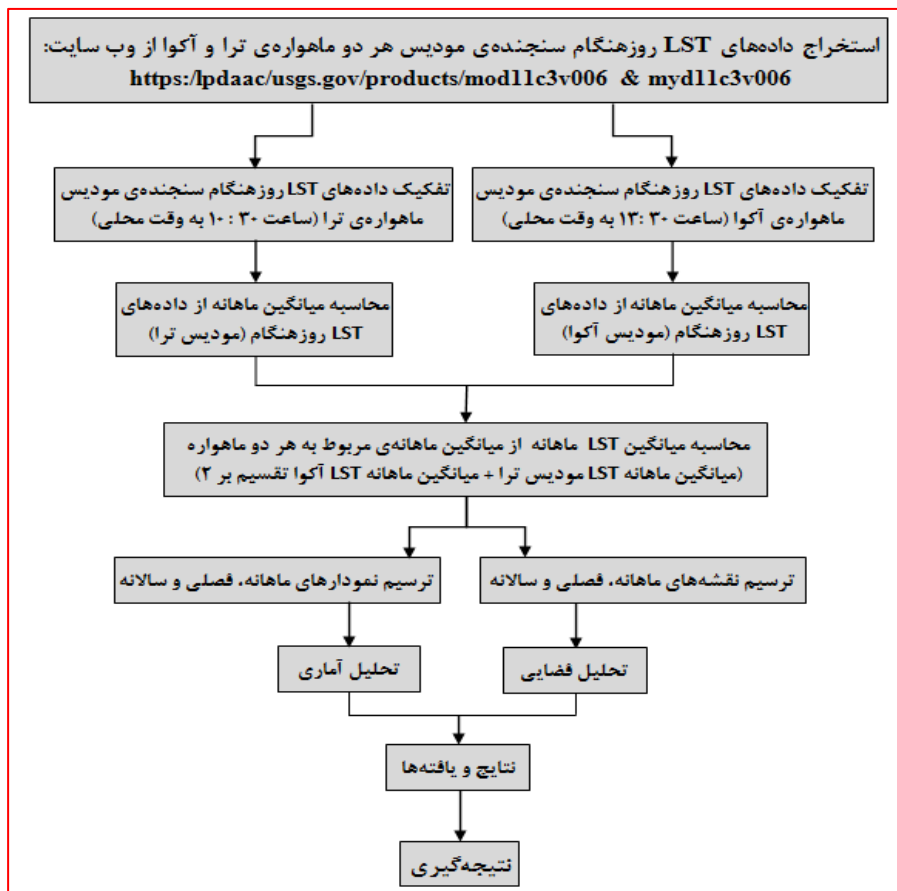 استخراج داده‌های LST روزهنگام سنجنده‌ی مودیس هر دو ماهواره‌ی ترا و آکوا از وب سایت:
https:/lpdaac/usgs.gov/products/mod11c3v006 & myd11c3v006
تفکیک داده‌های LST روزهنگام سنجنده‌ی مودیس
ماهواره‌ی آکوا (ساعت ۳۰ :۱۳ به وقت محلی)
تفکیک داده‌های LST روزهنگام سنجنده‌ی مودیس
ماهواره‌ی ترا (ساعت ۳۰ : ۱۰ به وقت محلی)
محاسبه میانگین ماهانه از داده‌های
LST روزهنگام (مودیس آکوا)
محاسبه میانگین ماهانه از داده‌های
LST روزهنگام (مودیس ترا)
محاسبه میانگین LST ماهانه از میانگین ماهانه‌ی مربوط به هر دو ماهواره
(میانگین ماهانه LST مودیس ترا + میانگین ماهانه LST آکوا تقسیم بر ۲)
ترسیم نقشه‌های ماهانه، فصلی و سالانه
ترسیم نمودارهای ماهانه، فصلی و سالانه
تحلیل فضایی
تحلیل آماری
نتایج و یافته‌ها
نتیجه‌گیری